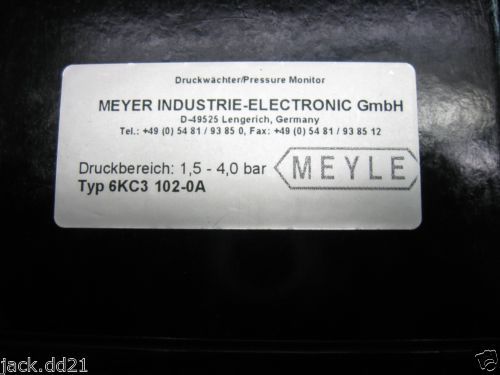 Druckwächter/Pressure Monitor
MEYER INDUSTRIE-ELECTRONIC GmbH
D-49525 Lengerich, Germany
Tel.: +49 (0) 54 81 / 93 85 0, Fax: +49 (0) 54 81 / 93 85 12
Druckbereich: 1,5 - 4,0 bar
Typ 6KC3 102-0A
MEYLE
jack.dd21